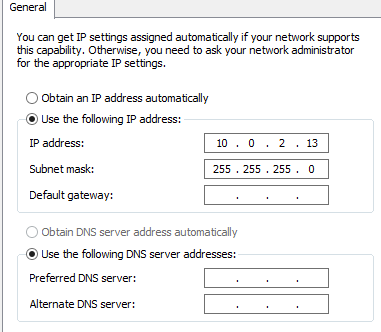 General
You can get IP settings assigned automatically if your network supports
this capability. Otherwise, you need to ask your network administrator
for the appropriate IP settings.
Obtain an IP address automatically
Use the following IP address:
IP address: 10 . 0 . 2 . 13
Subnet mask: 255 . 255 . 255 . 0
Default gateway: . . .
Obtain DNS server address automatically
Use the following DNS server addresses:
Preferred DNS server: . . .
Alternate DNS server: . . .